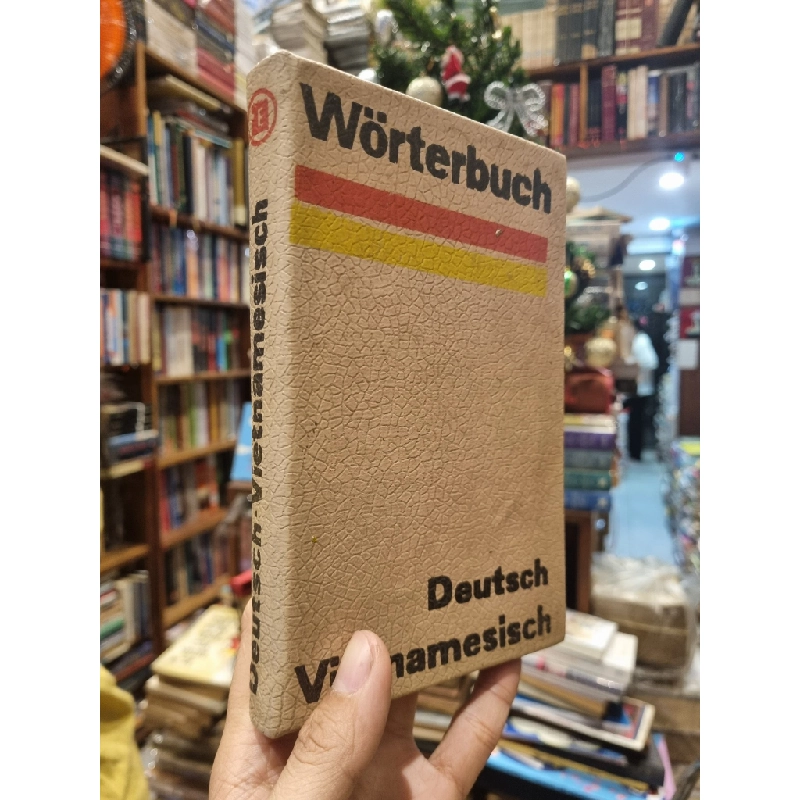 Wörterbuch
Deutsch
Vietnamesisch
Deutsch-Vietnamesisch